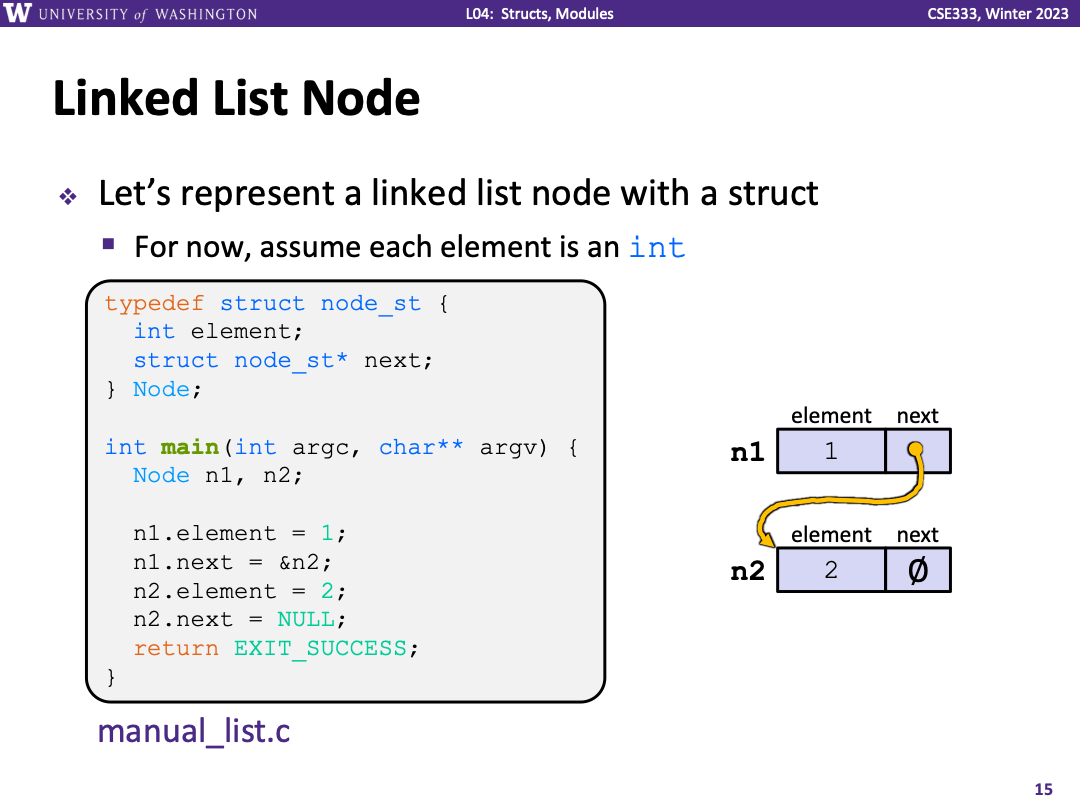 W UNIVERSITY of WASHINGTON
L04: Structs, Modules
CSE333, Winter 2023
Linked List Node
❖ Let’s represent a linked list node with a struct
▪ For now, assume each element is an int
typedef struct node_st {
  int element;
  struct node_st* next;
} Node;

int main(int argc, char** argv) {
  Node n1, n2;

  n1.element = 1;
  n1.next = &n2;
  n2.element = 2;
  n2.next = NULL;
  return EXIT_SUCCESS;
}
manual_list.c
element next
n1 1
element next
n2 2 Ø
15